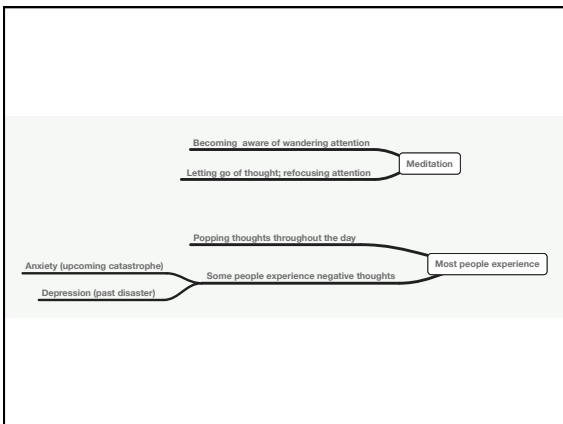 Becoming  aware of wandering attention
Meditation
Letting go of thought; refocusing attention
Popping thoughts throughout the day
Most people experience
Anxiety (upcoming catastrophe)
Some people experience negative thoughts
Depression (past disaster)